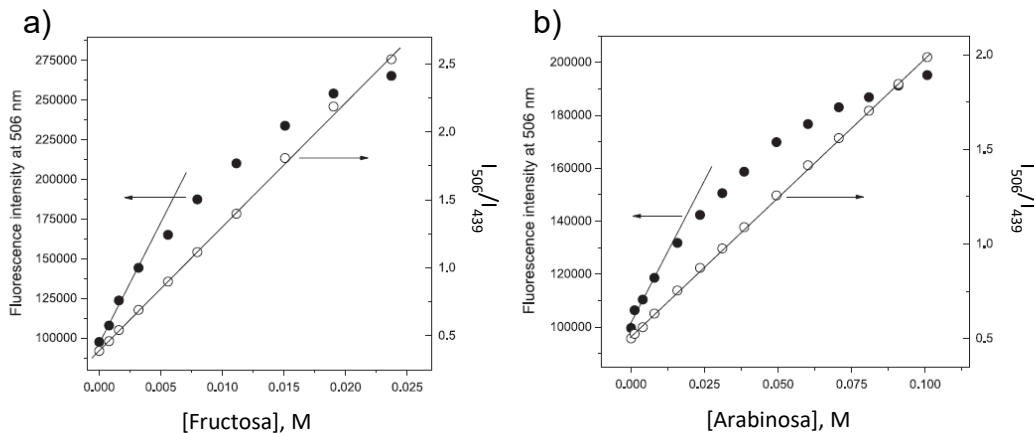 a)
Fluorescence intensity at 506 nm
275000
250000
225000
200000
175000
150000
125000
100000
0.000 0.005 0.010 0.015 0.020 0.025
2.5
2.0
1.5
1.0
0.5
I506/I439
[Fructosa], M
b)
Fluorescence intensity at 506 nm
200000
180000
160000
140000
120000
100000
0.000 0.025 0.050 0.075 0.100
2.0
1.5
1.0
0.5
I506/I439
[Arabinosa], M